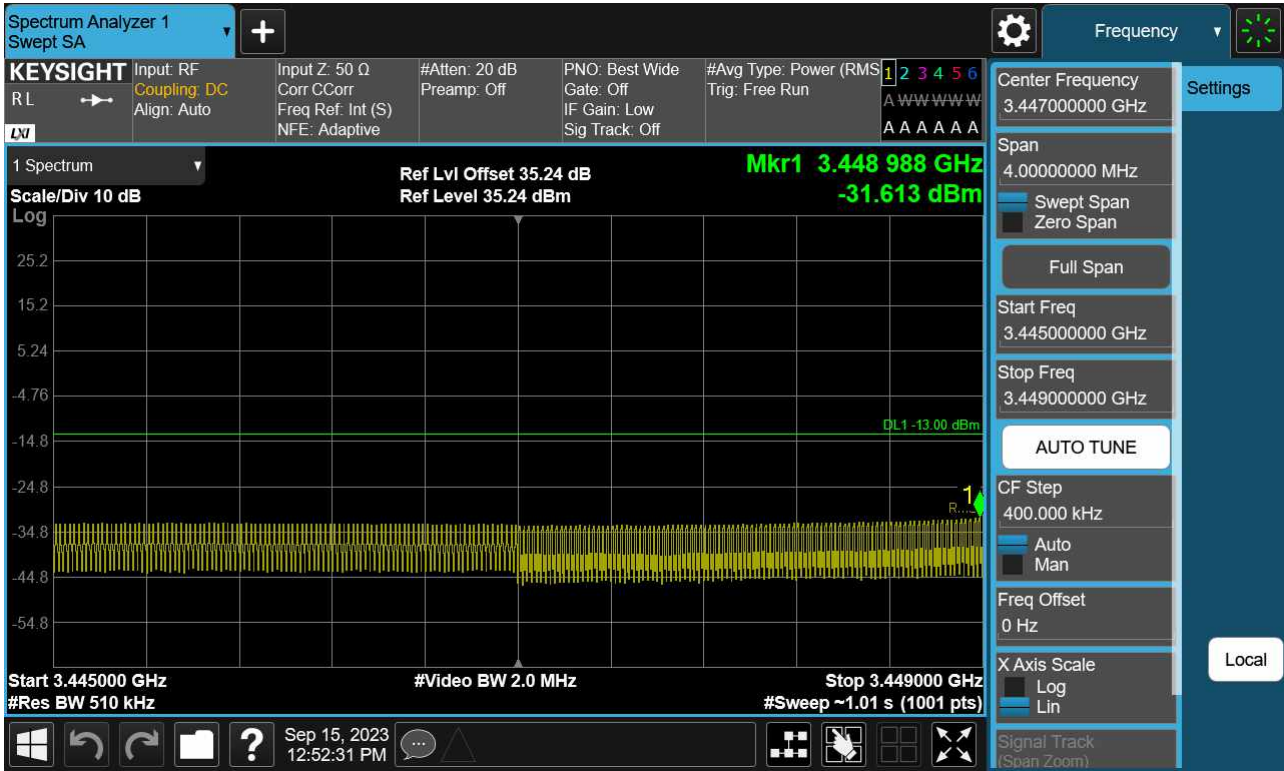 Spectrum Analyzer 1
Swept SA
Frequency
KEYSIGHT
R L
LXI
Input: RF
Coupling: DC
Align: Auto
Input Z: 50 Ω
Corr CCorr
Freq Ref: Int (S)
NFE: Adaptive
#Atten: 20 dB
Preamp: Off
PNO: Best Wide
Gate: Off
IF Gain: Low
Sig Track: Off
#Avg Type: Power (RMS
Trig: Free Run
1 2 3 4 5 6
A W W W W W
A A A A A A
1 Spectrum
Scale/Div 10 dB
Log
Ref Lvl Offset 35.24 dB
Ref Level 35.24 dBm
Mkr1 3.448 988 GHz
-31.613 dBm
25.2
15.2
5.24
-4.76
-14.8
-24.8
-34.8
-44.8
-54.8
DL1 -13.00 dBm
1
Start 3.445000 GHz
#Res BW 510 kHz
#Video BW 2.0 MHz
Stop 3.449000 GHz
#Sweep ~1.01 s (1001 pts)
Center Frequency
3.447000000 GHz
Span
4.00000000 MHz
Swept Span
Zero Span
Full Span
Start Freq
3.445000000 GHz
Stop Freq
3.449000000 GHz
AUTO TUNE
CF Step
400.000 kHz
Auto
Man
Freq Offset
0 Hz
X Axis Scale
Log
Lin
Signal Track
(Span Zoom)
Settings
Local
?
Sep 15, 2023
12:52:31 PM